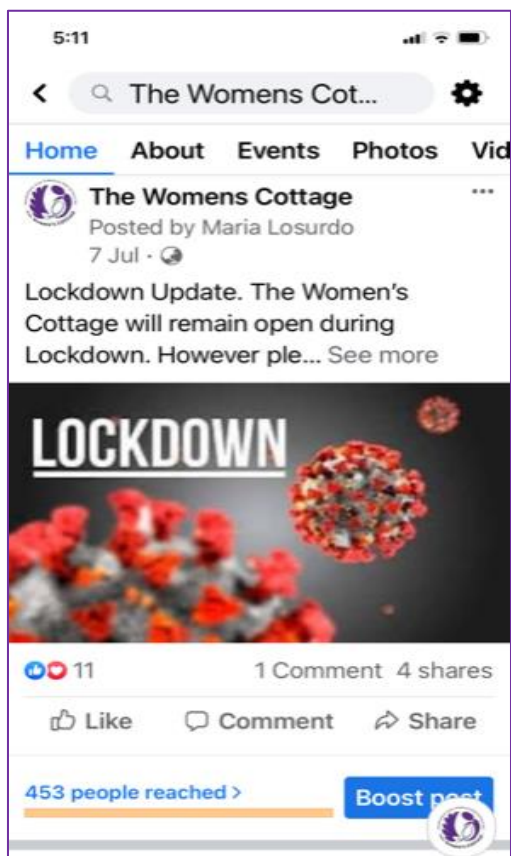 5:11
The Womens Cot...
Home About Events Photos Vid
The Womens Cottage
Posted by Maria Losurdo
7 Jul ·
Lockdown Update. The Women’s
Cottage will remain open during
Lockdown. However ple... See more
LOCKDOWN
11 1 Comment 4 shares
Like Comment Share
453 people reached >
Boost post